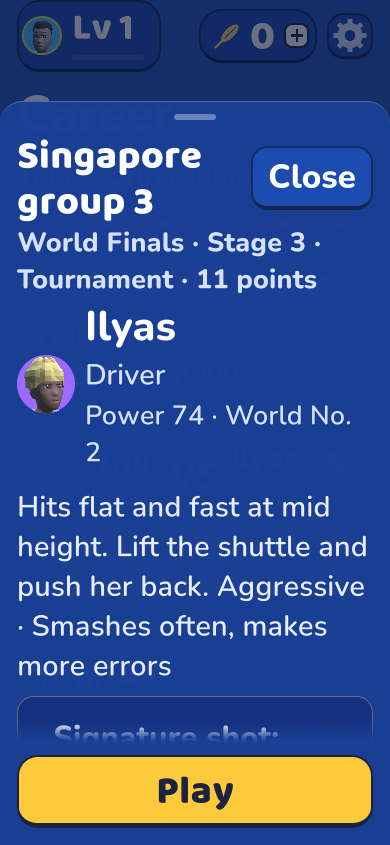 Lv 1
0
Career
Singapore
group 3
Close
World Finals · Stage 3 ·
Tournament · 11 points
Ilyas
Driver
Power 74 · World No.
2
Hits flat and fast at mid
height. Lift the shuttle and
push her back. Aggressive
· Smashes often, makes
more errors
Signature shot:
Play